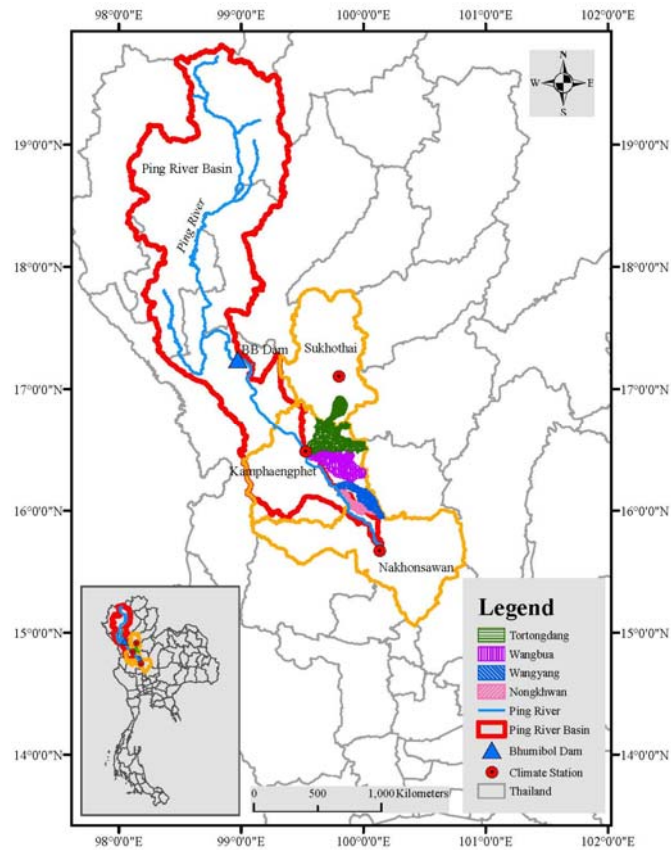 98°0'0"E 99°0'0"E 100°0'0"E 101°0'0"E 102°0'0"E
N
W E
S
19°0'0"N 19°0'0"N
Ping River Basin
Ping River
18°0'0"N 18°0'0"N
Sukhothai
BB Dam
17°0'0"N 17°0'0"N
Kamphaengphet
16°0'0"N 16°0'0"N
Nakhonsawan
15°0'0"N 15°0'0"N
14°0'0"N 14°0'0"N
Legend
Tortongdang
Wangbua
Wangyang
Nongkhwan
Ping River
Ping River Basin
Bhumibol Dam
Climate Station
Thailand
0 500 1,000 Kilometers
98°0'0"E 99°0'0"E 100°0'0"E 101°0'0"E 102°0'0"E